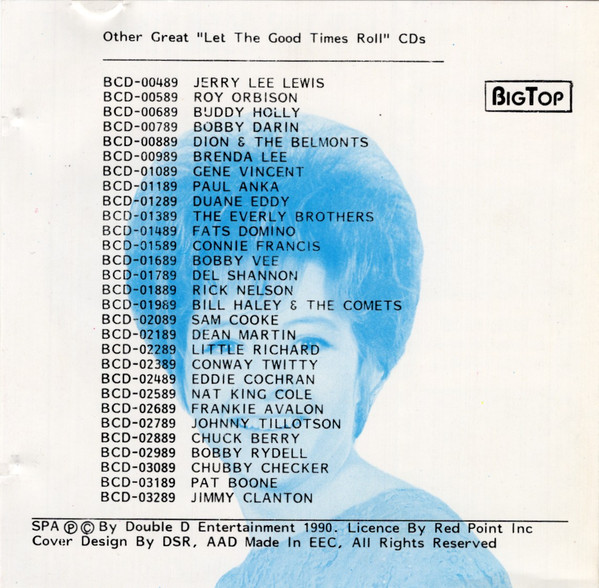 Other Great "Let The Good Times Roll" CDs
BIGTOP
BCD-00489 JERRY LEE LEWIS
BCD-00589 ROY ORBISON
BCD-00689 BUDDY HOLLY
BCD-00789 BOBBY DARIN
BCD-00889 DION & THE BELMONTS
BCD-00989 BRENDA LEE
BCD-01089 GENE VINCENT
BCD-01189 PAUL ANKA
BCD-01289 DUANE EDDY
BCD-01389 THE EVERLY BROTHERS
BCD-01489 FATS DOMINO
BCD-01589 CONNIE FRANCIS
BCD-01689 BOBBY VEE
BCD-01789 DEL SHANNON
BCD-01889 RICK NELSON
BCD-01989 BILL HALEY & THE COMETS
BCD-02089 SAM COOKE
BCD-02189 DEAN MARTIN
BCD-02289 LITTLE RICHARD
BCD-02389 CONWAY TWITTY
BCD-02489 EDDIE COCHRAN
BCD-02589 NAT KING COLE
BCD-02689 FRANKIE AVALON
BCD-02789 JOHNNY TILLOTSON
BCD-02889 CHUCK BERRY
BCD-02989 BOBBY RYDELL
BCD-03089 CHUBBY CHECKER
BCD-03189 PAT BOONE
BCD-03289 JIMMY CLANTON
SPA ℗ © By Double D Entertainment 1990. Licence By Red Point Inc
Cover Design By DSR, AAD Made In EEC, All Rights Reserved